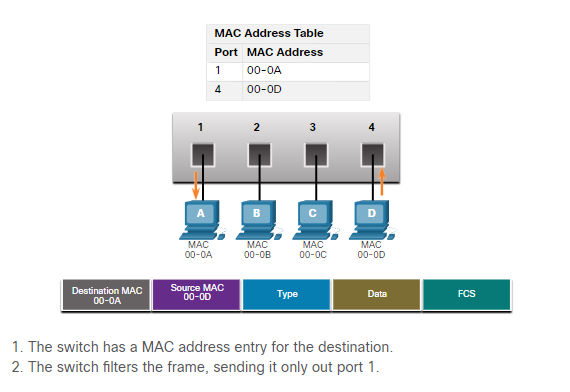 MAC Address Table
Port MAC Address
1 00-0A
4 00-0D
1 2 3 4
A B C D
MAC MAC MAC MAC
00-0A 00-0B 00-0C 00-0D
Destination MAC
00-0A
Source MAC
00-0D
Type
Data
FCS
1. The switch has a MAC address entry for the destination.
2. The switch filters the frame, sending it only out port 1.